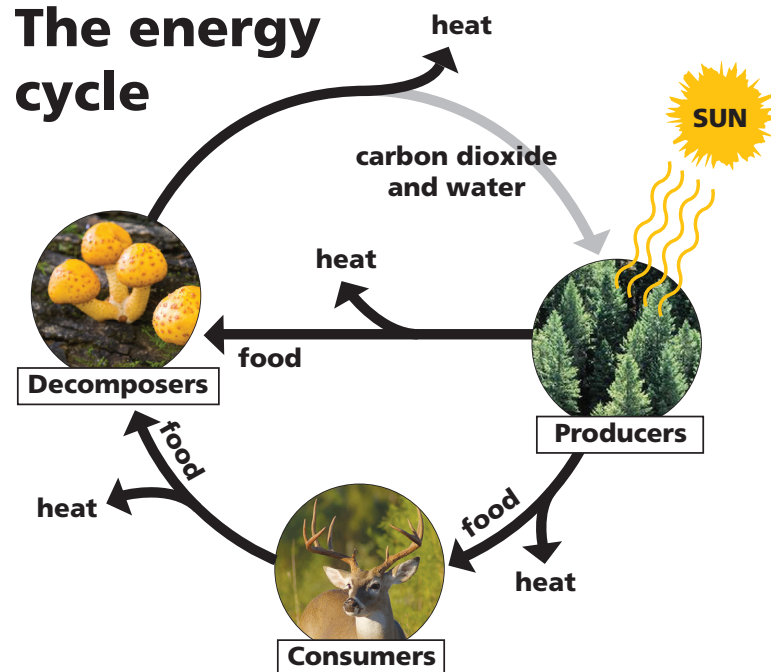 The energy
cycle
heat
SUN
carbon dioxide
and water
heat
food
Decomposers
Producers
food
heat
food
heat
Consumers